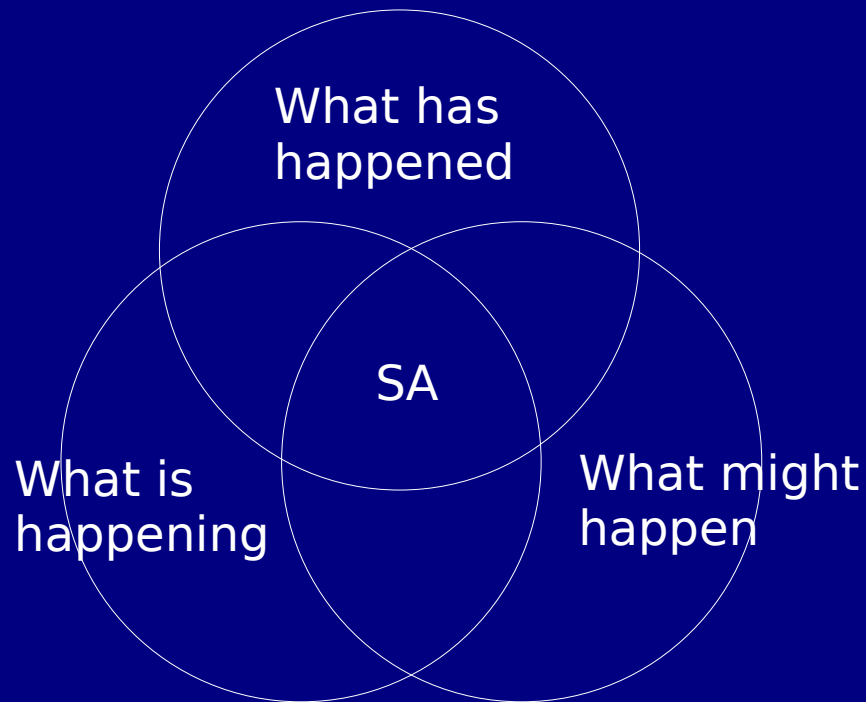 What has
happened
SA
What is
happening
What might
happen